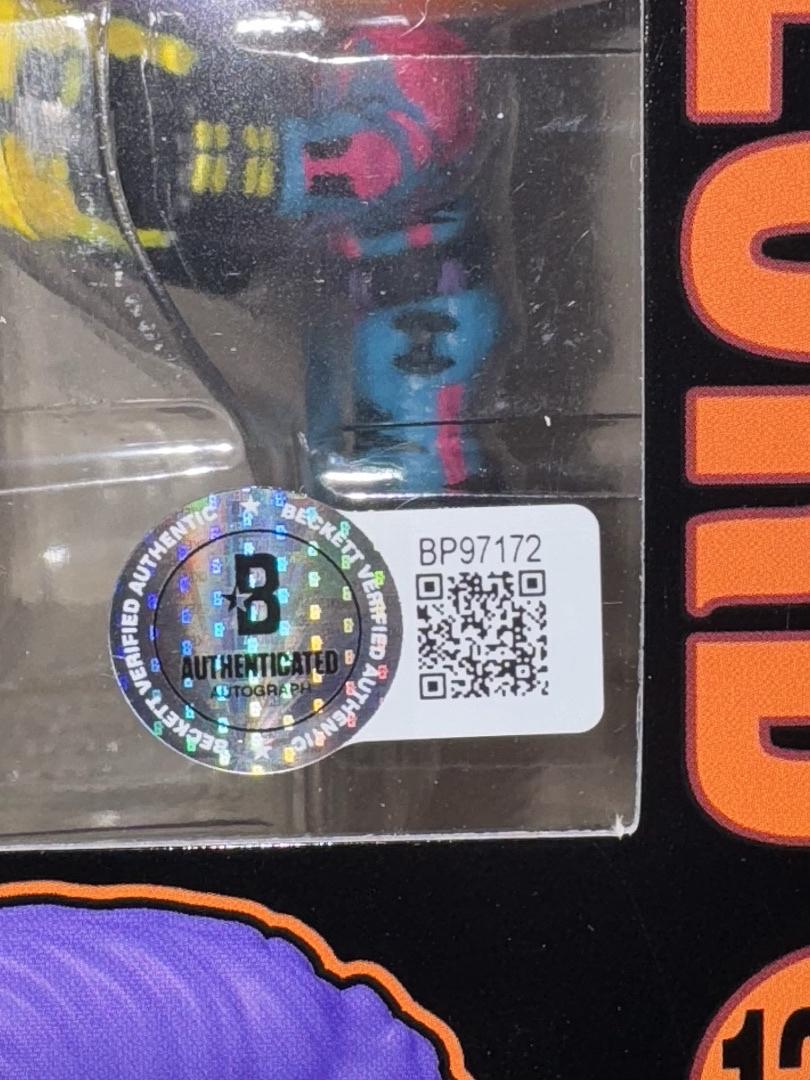 BECKETT VERIFIED AUTHENTIC
BECKETT VERIFIED AUTHENTIC
B
AUTHENTICATED
AUTOGRAPH
BP97172